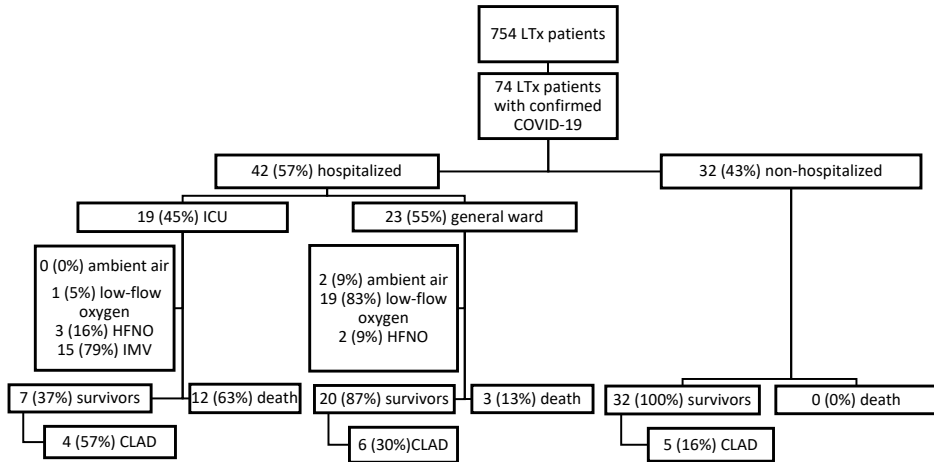 754 LTx patients
74 LTx patients
with confirmed
COVID-19
42 (57%) hospitalized
32 (43%) non-hospitalized
19 (45%) ICU
23 (55%) general ward
0 (0%) ambient air
1 (5%) low-flow
oxygen
3 (16%) HFNO
15 (79%) IMV
2 (9%) ambient air
19 (83%) low-flow
oxygen
2 (9%) HFNO
7 (37%) survivors
12 (63%) death
20 (87%) survivors
3 (13%) death
32 (100%) survivors
0 (0%) death
4 (57%) CLAD
6 (30%)CLAD
5 (16%) CLAD